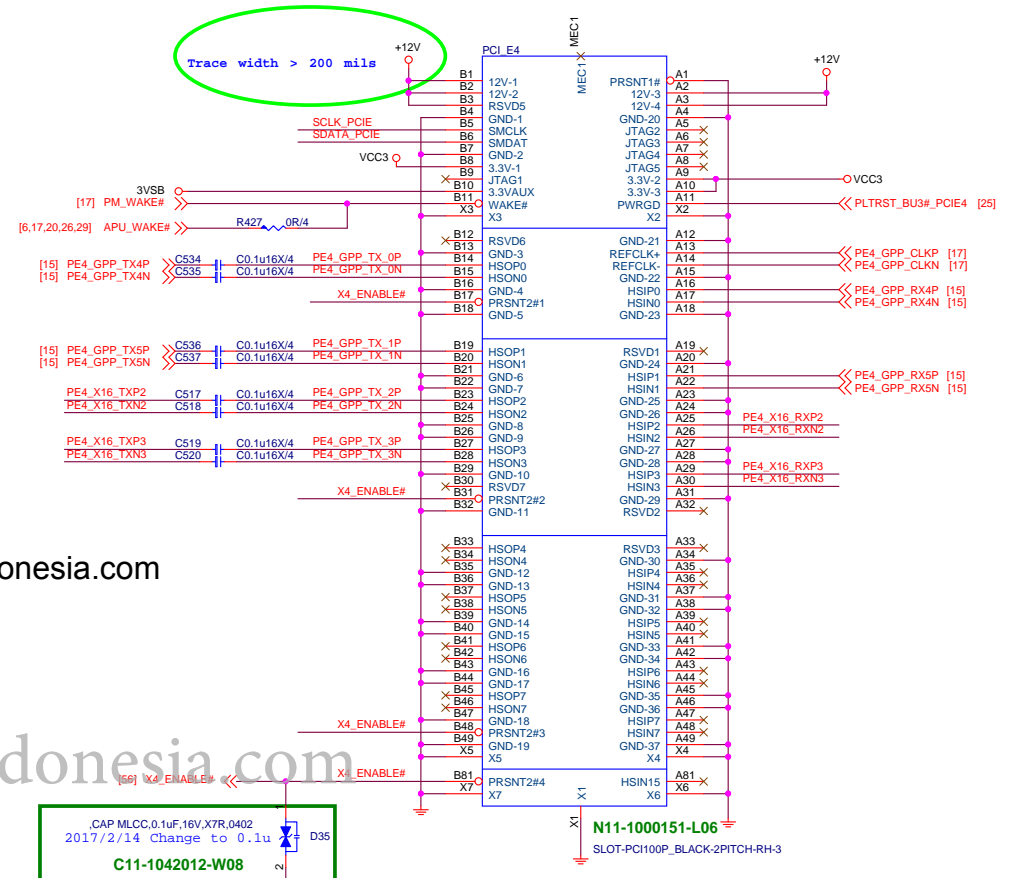 MEC1
PCI_E4
+12V
Trace width > 200 mils
+12V
MEC1
B1 12V-1 PRSNT1# A1
B2 12V-2 12V-3 A2
B3 RSVD5 12V-4 A3
B4 GND-1 GND-20 A4
SCLK_PCIE B5 SMCLK JTAG2 A5
SDATA_PCIE B6 SMDAT JTAG3 A6
B7 GND-2 JTAG4 A7
VCC3 B8 3.3V-1 JTAG5 A8
B9 JTAG1 3.3V-2 A9 VCC3
3VSB B10 3.3VAUX 3.3V-3 A10
[17] PM_WAKE# B11 WAKE# PWRGD A11 PLTRST_BU3#_PCIE4 [25]
X3 X3 X2 X2
[6,17,20,26,29] APU_WAKE# R427 0R/4
B12 RSVD6 GND-21 A12
B13 GND-3 REFCLK+ A13 PE4_GPP_CLKP [17]
[15] PE4_GPP_TX4P C534 C0.1u16X/4 PE4_GPP_TX_0P B14 HSOP0 REFCLK- A14 PE4_GPP_CLKN [17]
[15] PE4_GPP_TX4N C535 C0.1u16X/4 PE4_GPP_TX_0N B15 HSON0 GND-22 A15
B16 GND-4 HSIP0 A16 PE4_GPP_RX4P [15]
X4_ENABLE# B17 PRSNT2#1 HSIN0 A17 PE4_GPP_RX4N [15]
B18 GND-5 GND-23 A18
[15] PE4_GPP_TX5P C536 C0.1u16X/4 PE4_GPP_TX_1P B19 HSOP1 RSVD1 A19
[15] PE4_GPP_TX5N C537 C0.1u16X/4 PE4_GPP_TX_1N B20 HSON1 GND-24 A20
B21 GND-6 HSIP1 A21 PE4_GPP_RX5P [15]
B22 GND-7 HSIN1 A22 PE4_GPP_RX5N [15]
PE4_X16_TXP2 C517 C0.1u16X/4 PE4_GPP_TX_2P B23 HSOP2 GND-25 A23
PE4_X16_TXN2 C518 C0.1u16X/4 PE4_GPP_TX_2N B24 HSON2 GND-26 A24
B25 GND-8 HSIP2 A25 PE4_X16_RXP2
B26 GND-9 HSIN2 A26 PE4_X16_RXN2
PE4_X16_TXP3 C519 C0.1u16X/4 PE4_GPP_TX_3P B27 HSOP3 GND-27 A27
PE4_X16_TXN3 C520 C0.1u16X/4 PE4_GPP_TX_3N B28 HSON3 GND-28 A28
B29 GND-10 HSIP3 A29 PE4_X16_RXP3
B30 RSVD7 HSIN3 A30 PE4_X16_RXN3
X4_ENABLE# B31 PRSNT2#2 GND-29 A31
B32 GND-11 RSVD2 A32
B33 HSOP4 RSVD3 A33
B34 HSON4 GND-30 A34
onesia.com
B35 GND-12 HSIP4 A35
B36 GND-13 HSIN4 A36
B37 HSOP5 GND-31 A37
B38 HSON5 GND-32 A38
B39 GND-14 HSIP5 A39
B40 GND-15 HSIN5 A40
B41 HSOP6 GND-33 A41
B42 HSON6 GND-34 A42
B43 GND-16 HSIP6 A43
B44 GND-17 HSIN6 A44
B45 HSOP7 GND-35 A45
B46 HSON7 GND-36 A46
B47 GND-18 HSIP7 A47
X4_ENABLE# B48 PRSNT2#3 HSIN7 A48
B49 GND-19 GND-37 A49
X5 X5 X4 X4
donesia.com
[56] X4_ENABLE# X4_ENABLE# B81 PRSNT2#4 HSIN15 A81
X7 X7 X1 X6 X6
1
X1
,CAP MLCC,0.1uF,16V,X7R,0402
2017/2/14 Change to 0.1u
D35
C11-1042012-W08
2
N11-1000151-L06
SLOT-PCI100P_BLACK-2PITCH-RH-3